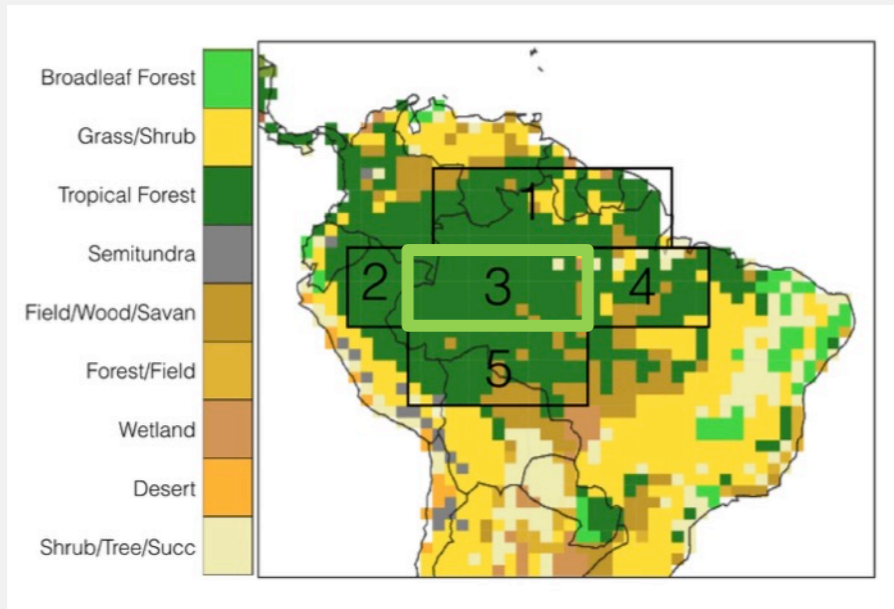 Broadleaf Forest
Grass/Shrub
Tropical Forest
Semitundra
Field/Wood/Savan
Forest/Field
Wetland
Desert
Shrub/Tree/Succ
1
2
3
4
5